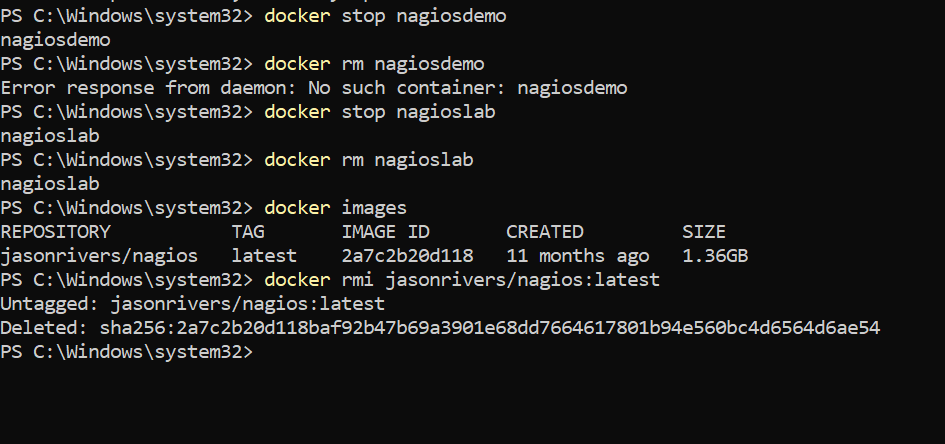 PS C:\Windows\system32> docker stop nagiosdemo
nagiosdemo
PS C:\Windows\system32> docker rm nagiosdemo
Error response from daemon: No such container: nagiosdemo
PS C:\Windows\system32> docker stop nagioslab
nagioslab
PS C:\Windows\system32> docker rm nagioslab
nagioslab
PS C:\Windows\system32> docker images
REPOSITORY          TAG       IMAGE ID       CREATED         SIZE
jasonrivers/nagios   latest    2a7c2b20d118   11 months ago   1.36GB
PS C:\Windows\system32> docker rmi jasonrivers/nagios:latest
Untagged: jasonrivers/nagios:latest
Deleted: sha256:2a7c2b20d118baf92b47b69a3901e68dd7664617801b94e560bc4d6564d6ae54
PS C:\Windows\system32>